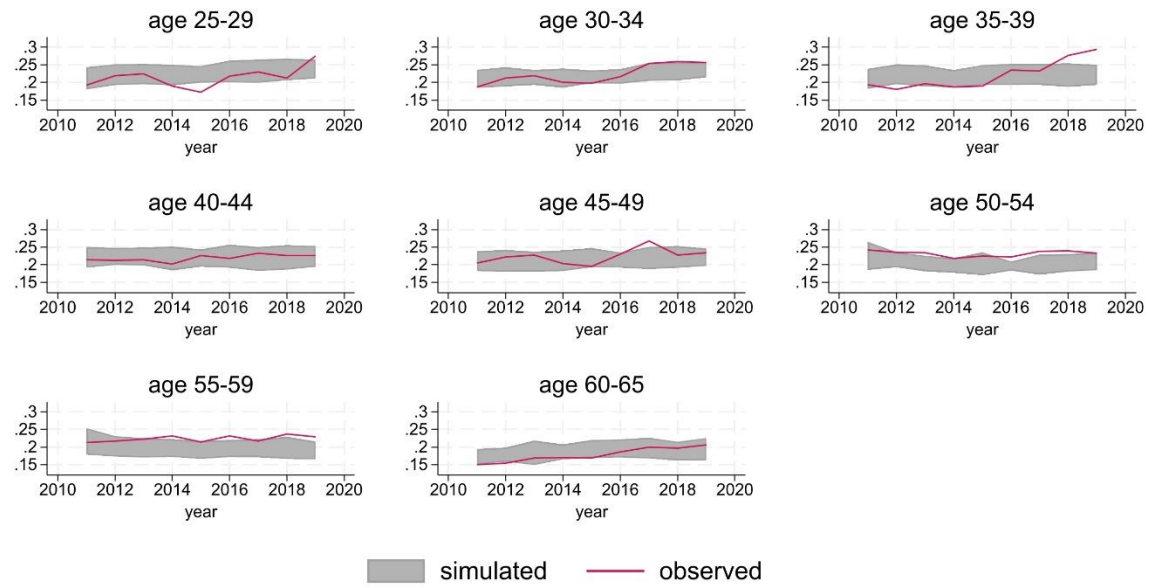 age 25-29 age 30-34 age 35-39
.3 .3 .3
.25 .25 .25
.2 .2 .2
.15 .15 .15
2010 2012 2014 2016 2018 2020 2010 2012 2014 2016 2018 2020 2010 2012 2014 2016 2018 2020
year year year
age 40-44 age 45-49 age 50-54
.3 .3 .3
.25 .25 .25
.2 .2 .2
.15 .15 .15
2010 2012 2014 2016 2018 2020 2010 2012 2014 2016 2018 2020 2010 2012 2014 2016 2018 2020
year year year
age 55-59 age 60-65
.3 .3
.25 .25
.2 .2
.15 .15
2010 2012 2014 2016 2018 2020 2010 2012 2014 2016 2018 2020
year year
simulated observed